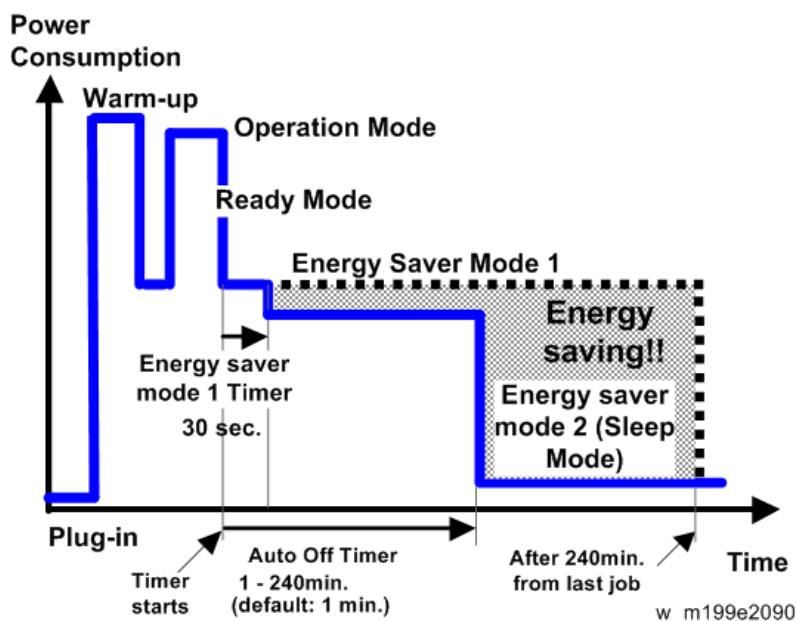 Power
Consumption
Warm-up
Operation Mode
Ready Mode
Energy Saver Mode 1
Energy
saving!!
Energy saver
mode 1 Timer
30 sec.
Energy saver
mode 2 (Sleep
Mode)
Plug-in
Timer
starts
Auto Off Timer
1 - 240min.
(default: 1 min.)
After 240min.
from last job
Time
w_m199e2090